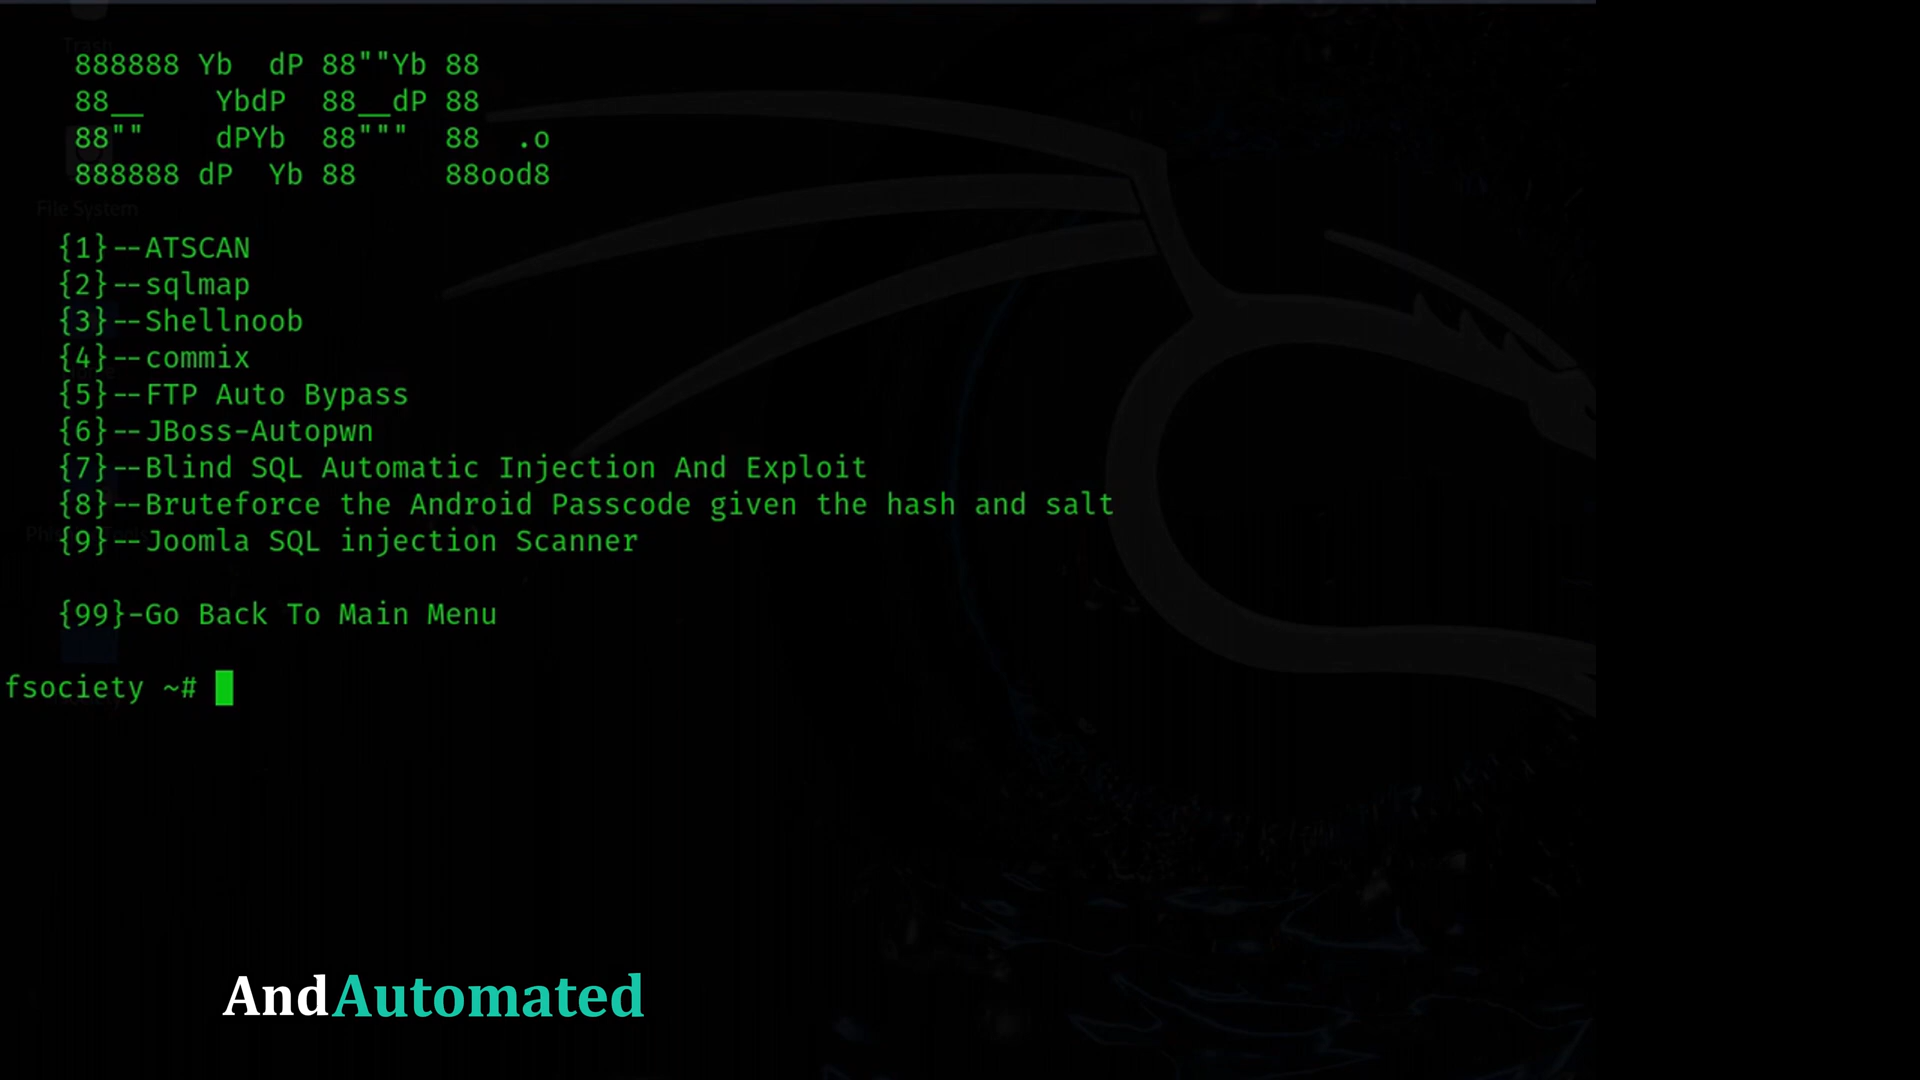 Trash
888888 Yb  dP 88""Yb 88
88__    YbdP  88__dP 88
88""    dPYb  88"""  88  .o
888888 dP  Yb 88     88ood8
File System
{1}--ATSCAN
{2}--sqlmap
{3}--Shellnoob
{4}--commix
{5}--FTP Auto Bypass
{6}--JBoss-Autopwn
{7}--Blind SQL Automatic Injection And Exploit
{8}--Bruteforce the Android Passcode given the hash and salt
{9}--Joomla SQL injection Scanner
{99}-Go Back To Main Menu
fsociety ~#
AndAutomated